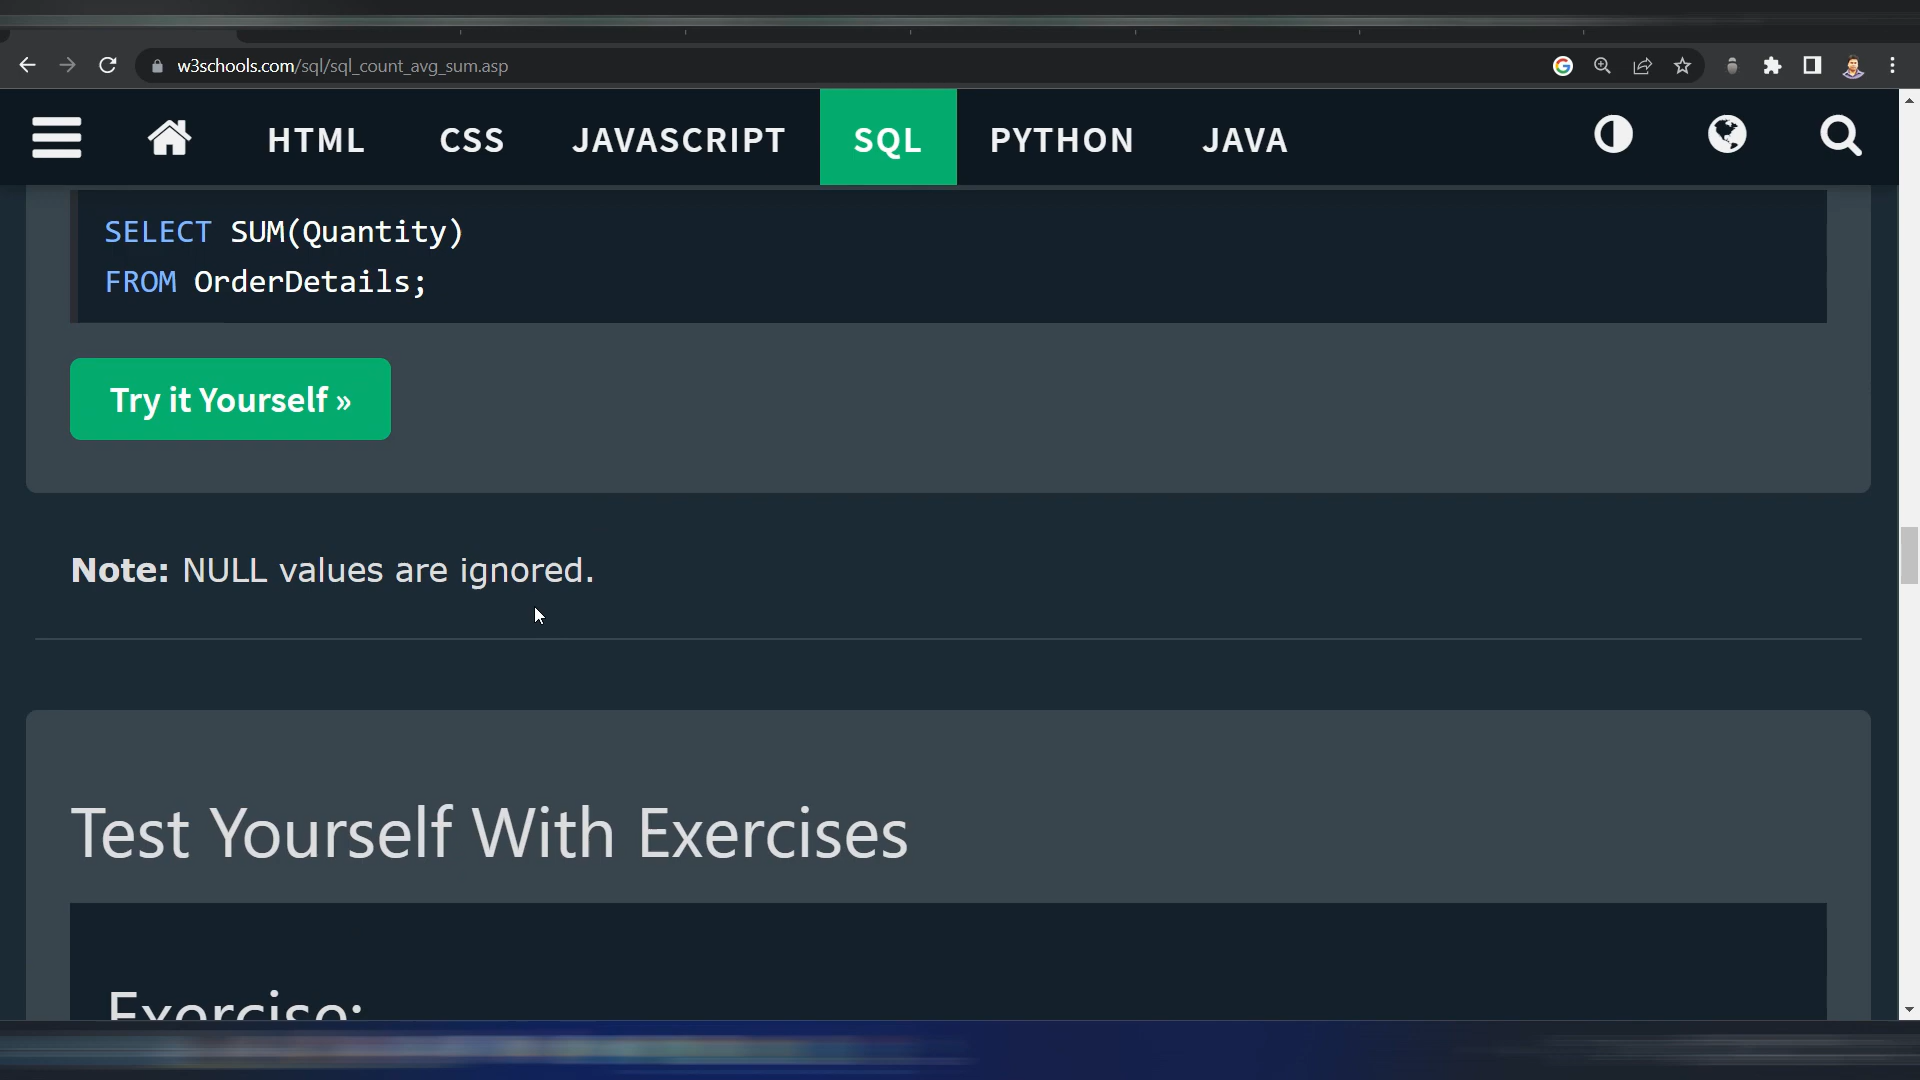 w3schools.com/sql/sql_count_avg_sum.asp
HTML CSS JAVASCRIPT SQL PYTHON JAVA
SELECT SUM(Quantity)
FROM OrderDetails;
Try it Yourself »
Note: NULL values are ignored.
Test Yourself With Exercises
Exercise: